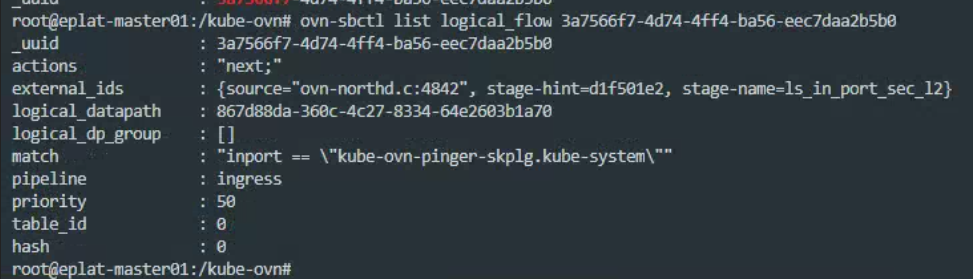 _uuid
root@eplat-master01:/kube-ovn# ovn-sbctl list logical_flow 3a7566f7-4d74-4ff4-ba56-eec7daa2b5b0
_uuid : 3a7566f7-4d74-4ff4-ba56-eec7daa2b5b0
actions : "next;"
external_ids : {source="ovn-northd.c:4842", stage-hint=d1f501e2, stage-name=ls_in_port_sec_l2}
logical_datapath : 867d88da-360c-4c27-8334-64e2603b1a70
logical_dp_group : []
match : "inport == \"kube-ovn-pinger-skplg.kube-system\""
pipeline : ingress
priority : 50
table_id : 0
hash : 0
root@eplat-master01:/kube-ovn#